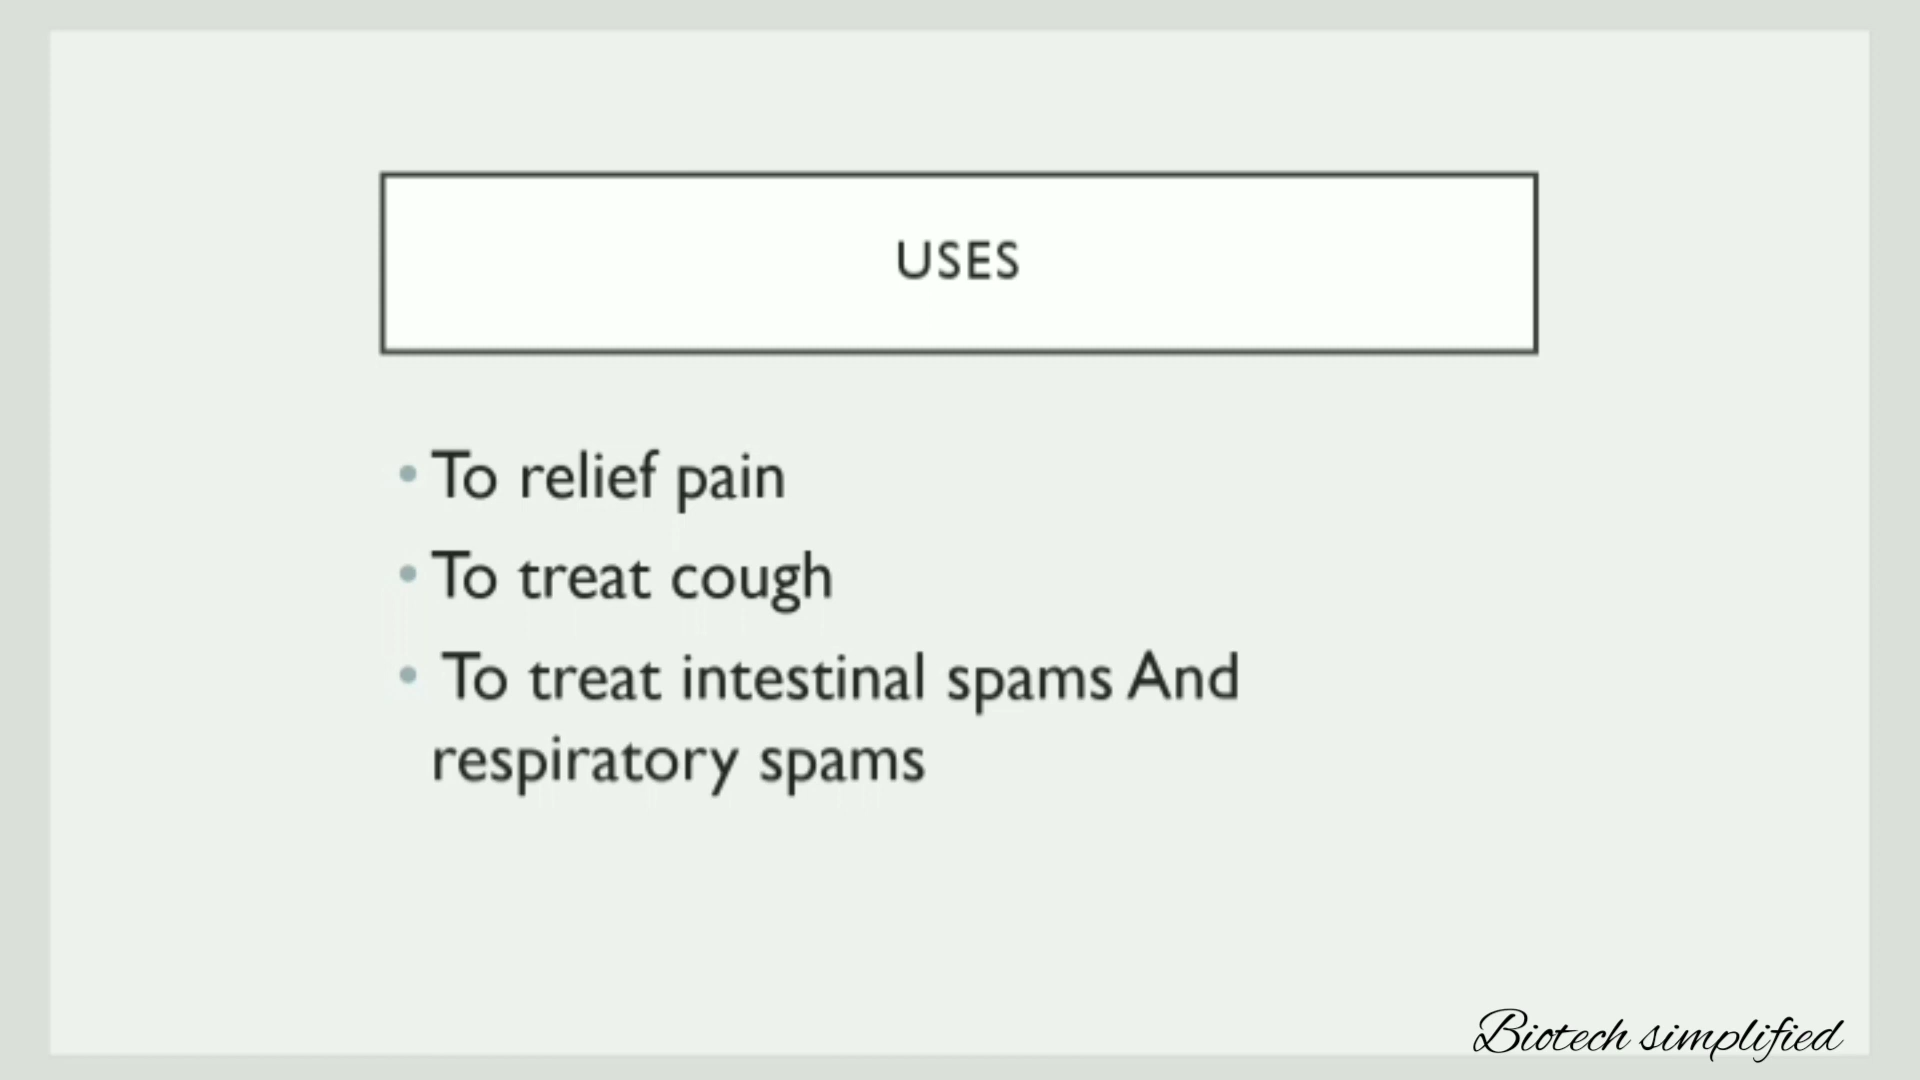 USES
• To relief pain
• To treat cough
• To treat intestinal spams And
respiratory spams
Biotech simplified